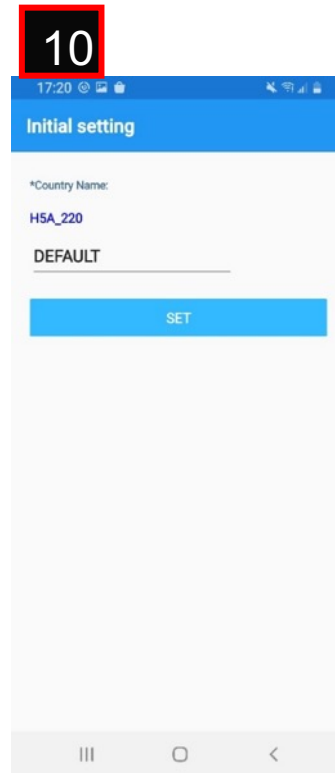 10
17:20
Initial setting
*Country Name:
H5A_220
DEFAULT
SET